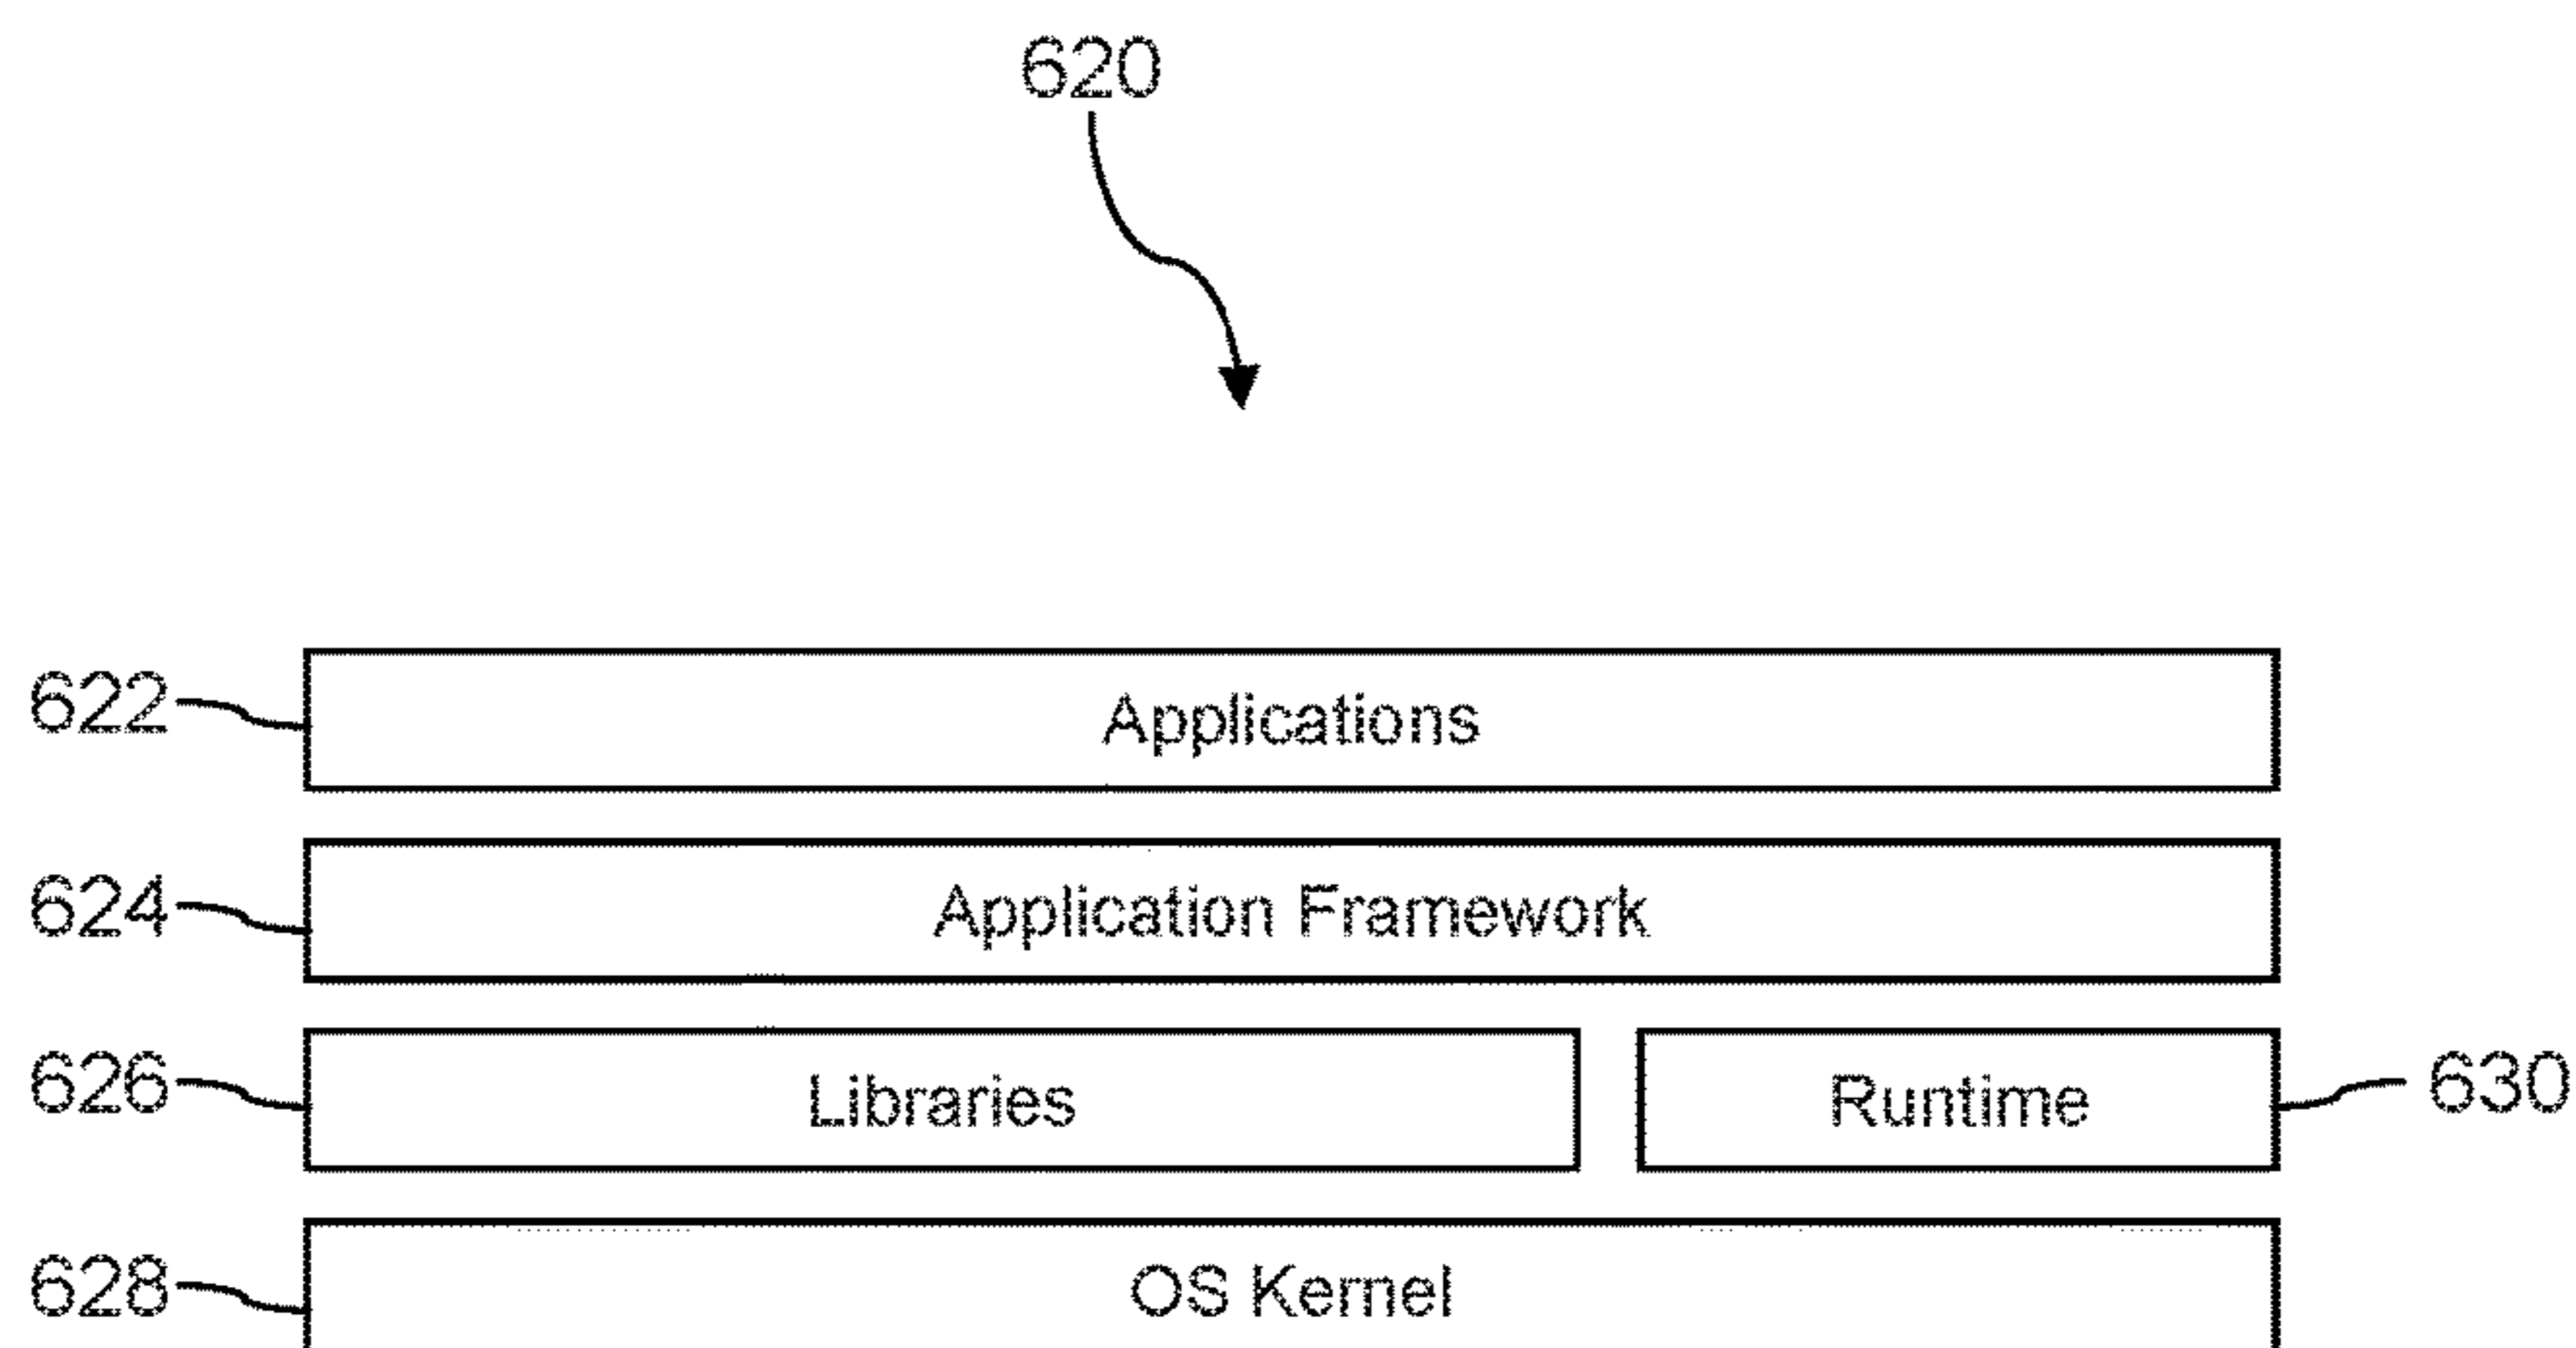 620
622 Applications
624 Application Framework
626 Libraries Runtime 630
628 OS Kernel